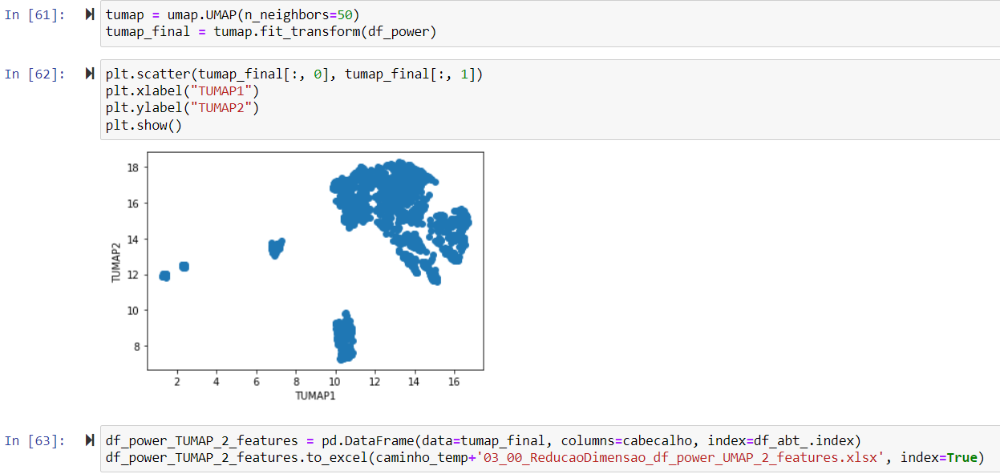 In [61]:
tumap = umap.UMAP(n_neighbors=50)
tumap_final = tumap.fit_transform(df_power)
In [62]:
plt.scatter(tumap_final[:, 0], tumap_final[:, 1])
plt.xlabel("TUMAP1")
plt.ylabel("TUMAP2")
plt.show()
18
16
14
12
10
8
TUMAP2
2 4 6 8 10 12 14 16
TUMAP1
In [63]:
df_power_TUMAP_2_features = pd.DataFrame(data=tumap_final, columns=cabecalho, index=df_abt_.index)
df_power_TUMAP_2_features.to_excel(caminho_temp+'03_00_ReducaoDimensao_df_power_UMAP_2_features.xlsx', index=True)